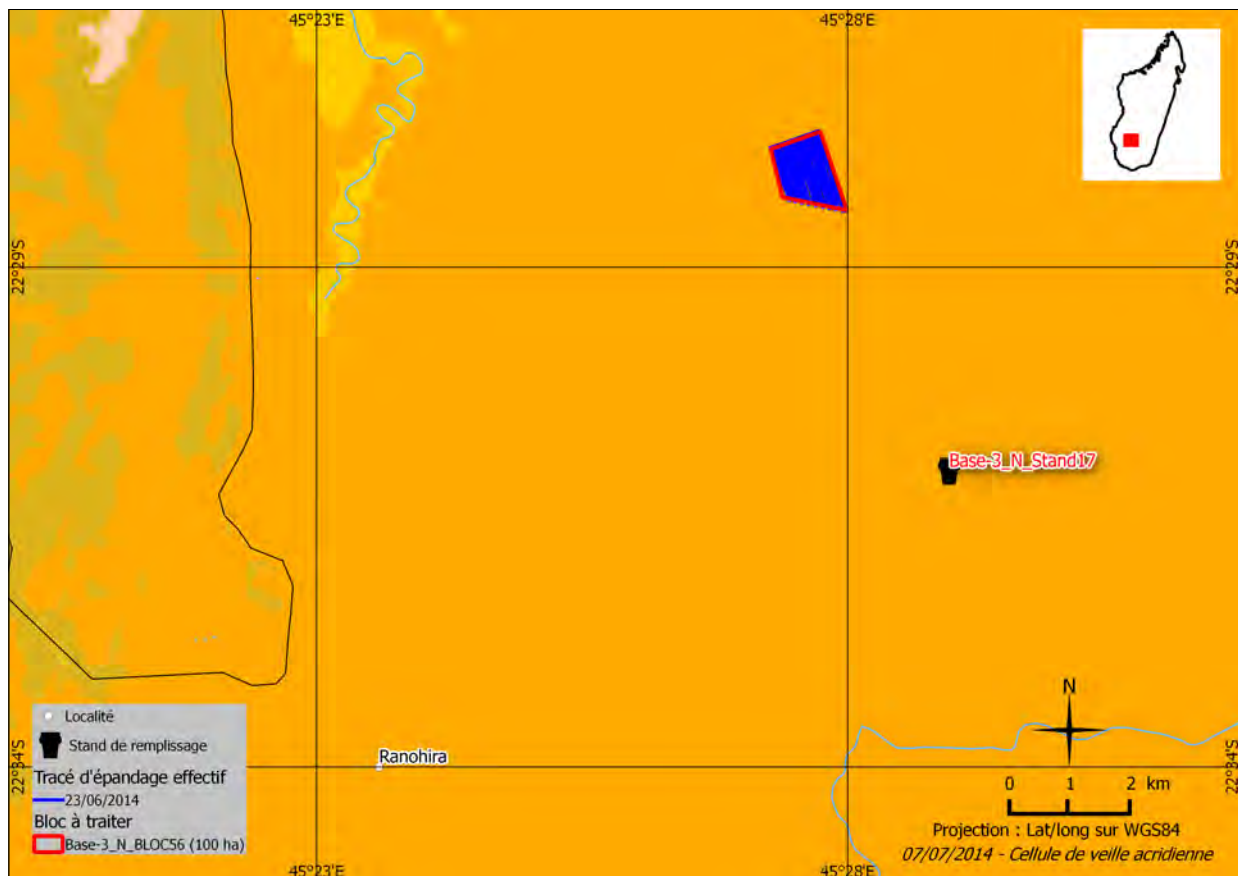 45°23'E
45°28'E
22°29'S
22°29'S
Base-3_N_Stand17
N
Localité
Stand de remplissage
Tracé d'épandage effectif
23/06/2014
Bloc à traiter
Base-3_N_BLOC56 (100 ha)
Ranohira
22°34'S
22°34'S
0 1 2 km
Projection : Lat/long sur WGS84
07/07/2014 - Cellule de veille acridienne
45°23'E
45°28'E